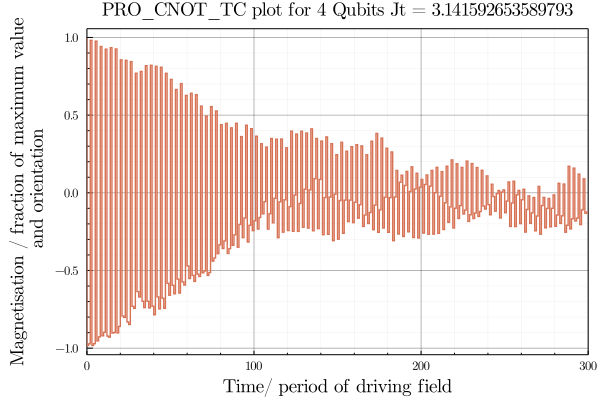 PRO_CNOT_TC plot for 4 Qubits Jt = 3.141592653589793
Magnetisation / fraction of maximum value
and orientation
1.0
0.5
0.0
−0.5
−1.0
0
100
200
300
Time/ period of driving field